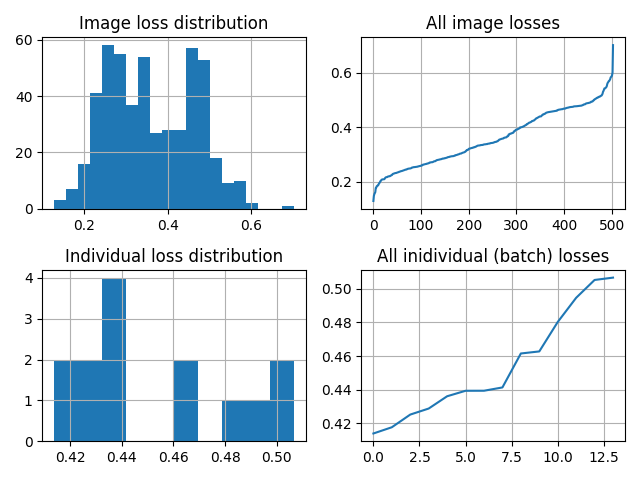 Image loss distribution
60
40
20
0
0.2 0.4 0.6
All image losses
0.6
0.4
0.2
0 100 200 300 400 500
Individual loss distribution
4
3
2
1
0
0.42 0.44 0.46 0.48 0.50
All inidividual (batch) losses
0.50
0.48
0.46
0.44
0.42
0.0 2.5 5.0 7.5 10.0 12.5